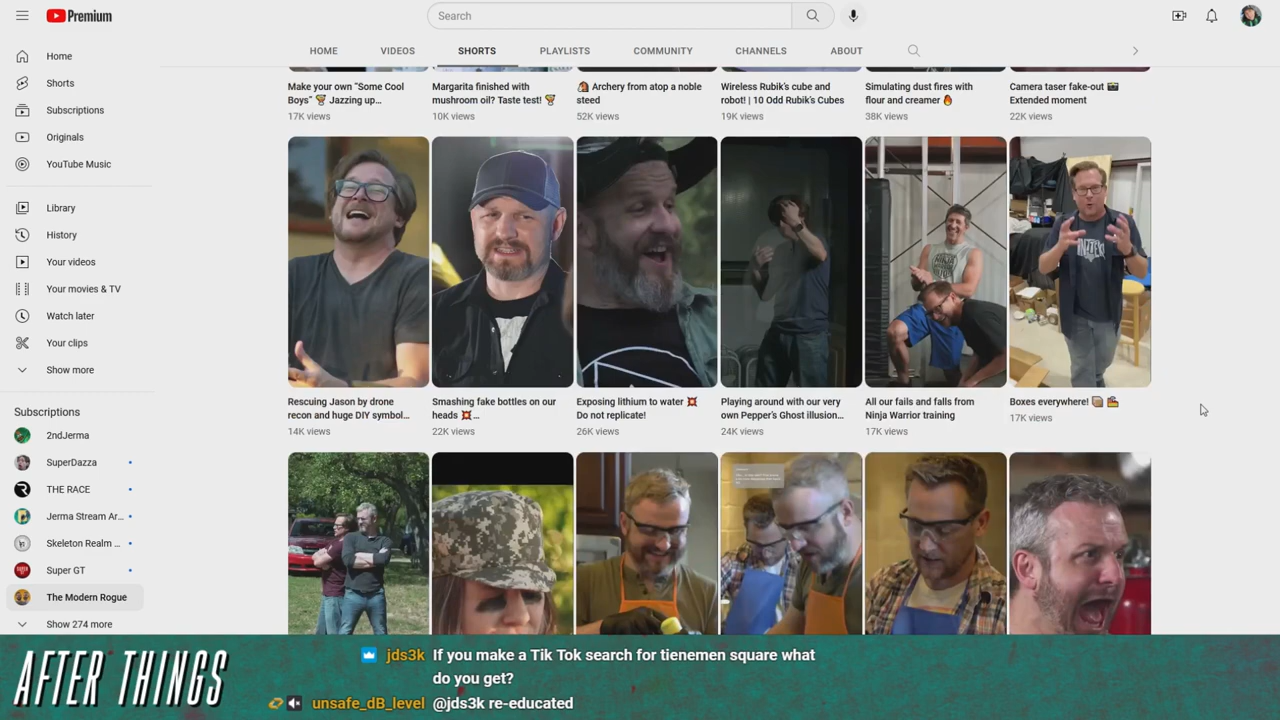 Premium
Search
HOME
VIDEOS
SHORTS
PLAYLISTS
COMMUNITY
CHANNELS
ABOUT
Home
Shorts
Subscriptions
Originals
YouTube Music
Library
History
Your videos
Your movies & TV
Watch later
Your clips
Show more
Subscriptions
2ndJerma
SuperDazza
THE RACE
Jerma Stream Ar...
Skeleton Realm ...
Super GT
The Modern Rogue
Show 274 more
Make your own “Some Cool
Boys” 🏆 Jazzing up…
17K views
Margarita finished with
mushroom oil? Taste test! 🏆
10K views
🐴 Archery from atop a noble
steed
52K views
Wireless Rubik’s cube and
robot! | 10 Odd Rubik’s Cubes
19K views
Simulating dust fires with
flour and creamer 🔥
38K views
Camera taser fake-out 📸
Extended moment
22K views
Rescuing Jason by drone
recon and huge DIY symbol…
14K views
Smashing fake bottles on our
heads 💥…
22K views
Exposing lithium to water 💥
Do not replicate!
26K views
Playing around with our very
own Pepper’s Ghost illusion…
24K views
All our fails and falls from
Ninja Warrior training
17K views
Boxes everywhere! 📦 🏗️
17K views
AFTER THINGS
jds3k If you make a Tik Tok search for tienemen square what
do you get?
unsafe_dB_level @jds3k re-educated